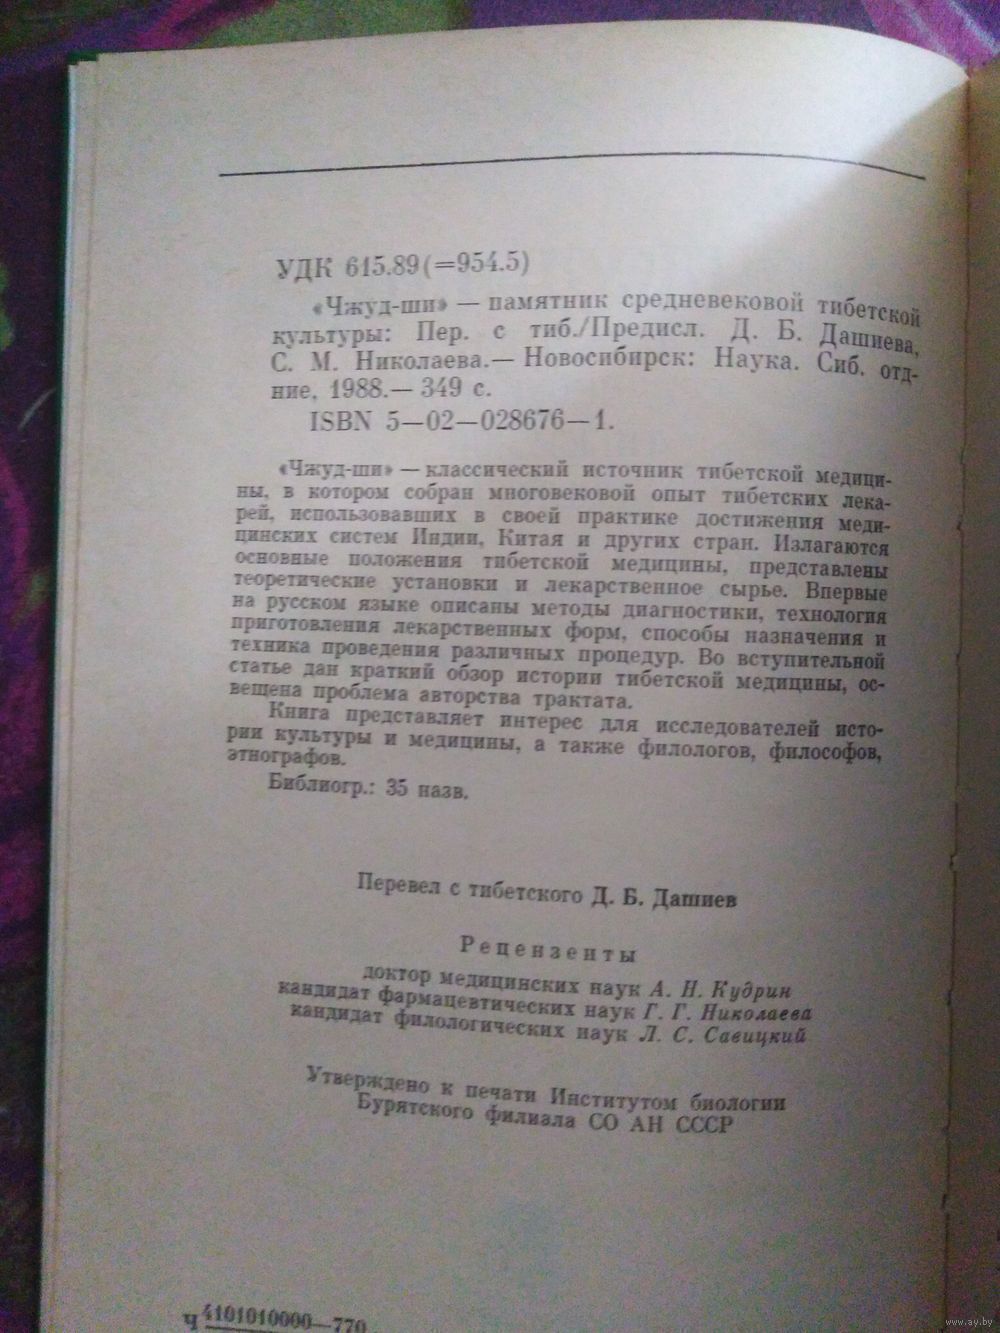 УДК 615.89(=954.5)
«Чжуд-ши» — памятник средневековой тибетской
культуры: Пер. с тиб./Предисл. Д. Б. Дашиева,
С. М. Николаева.— Новосибирск: Наука. Сиб. отд-
ние, 1988.— 349 с.
ISBN 5—02—028676—1.
«Чжуд-ши» — классический источник тибетской медици-
ны, в котором собран многовековой опыт тибетских лека-
рей, использовавших в своей практике достижения меди-
цинских систем Индии, Китая и других стран. Излагаются
основные положения тибетской медицины, представлены
теоретические установки и лекарственное сырье. Впервые
на русском языке описаны методы диагностики, технология
приготовления лекарственных форм, способы назначения и
техника проведения различных процедур. Во вступительной
статье дан краткий обзор истории тибетской медицины, ос-
вещена проблема авторства трактата.
Книга представляет интерес для исследователей исто-
рии культуры и медицины, а также филологов, философов,
этнографов.
Библиогр.: 35 назв.
Перевел с тибетского Д. Б. Дашиев
Рецензенты
доктор медицинских наук А. Н. Кудрин
кандидат фармацевтических наук Г. Г. Николаева
кандидат филологических наук Л. С. Савицкий
Утверждено к печати Институтом биологии
Бурятского филиала СО АН СССР
Ч 4101010000—770
www.ay.by